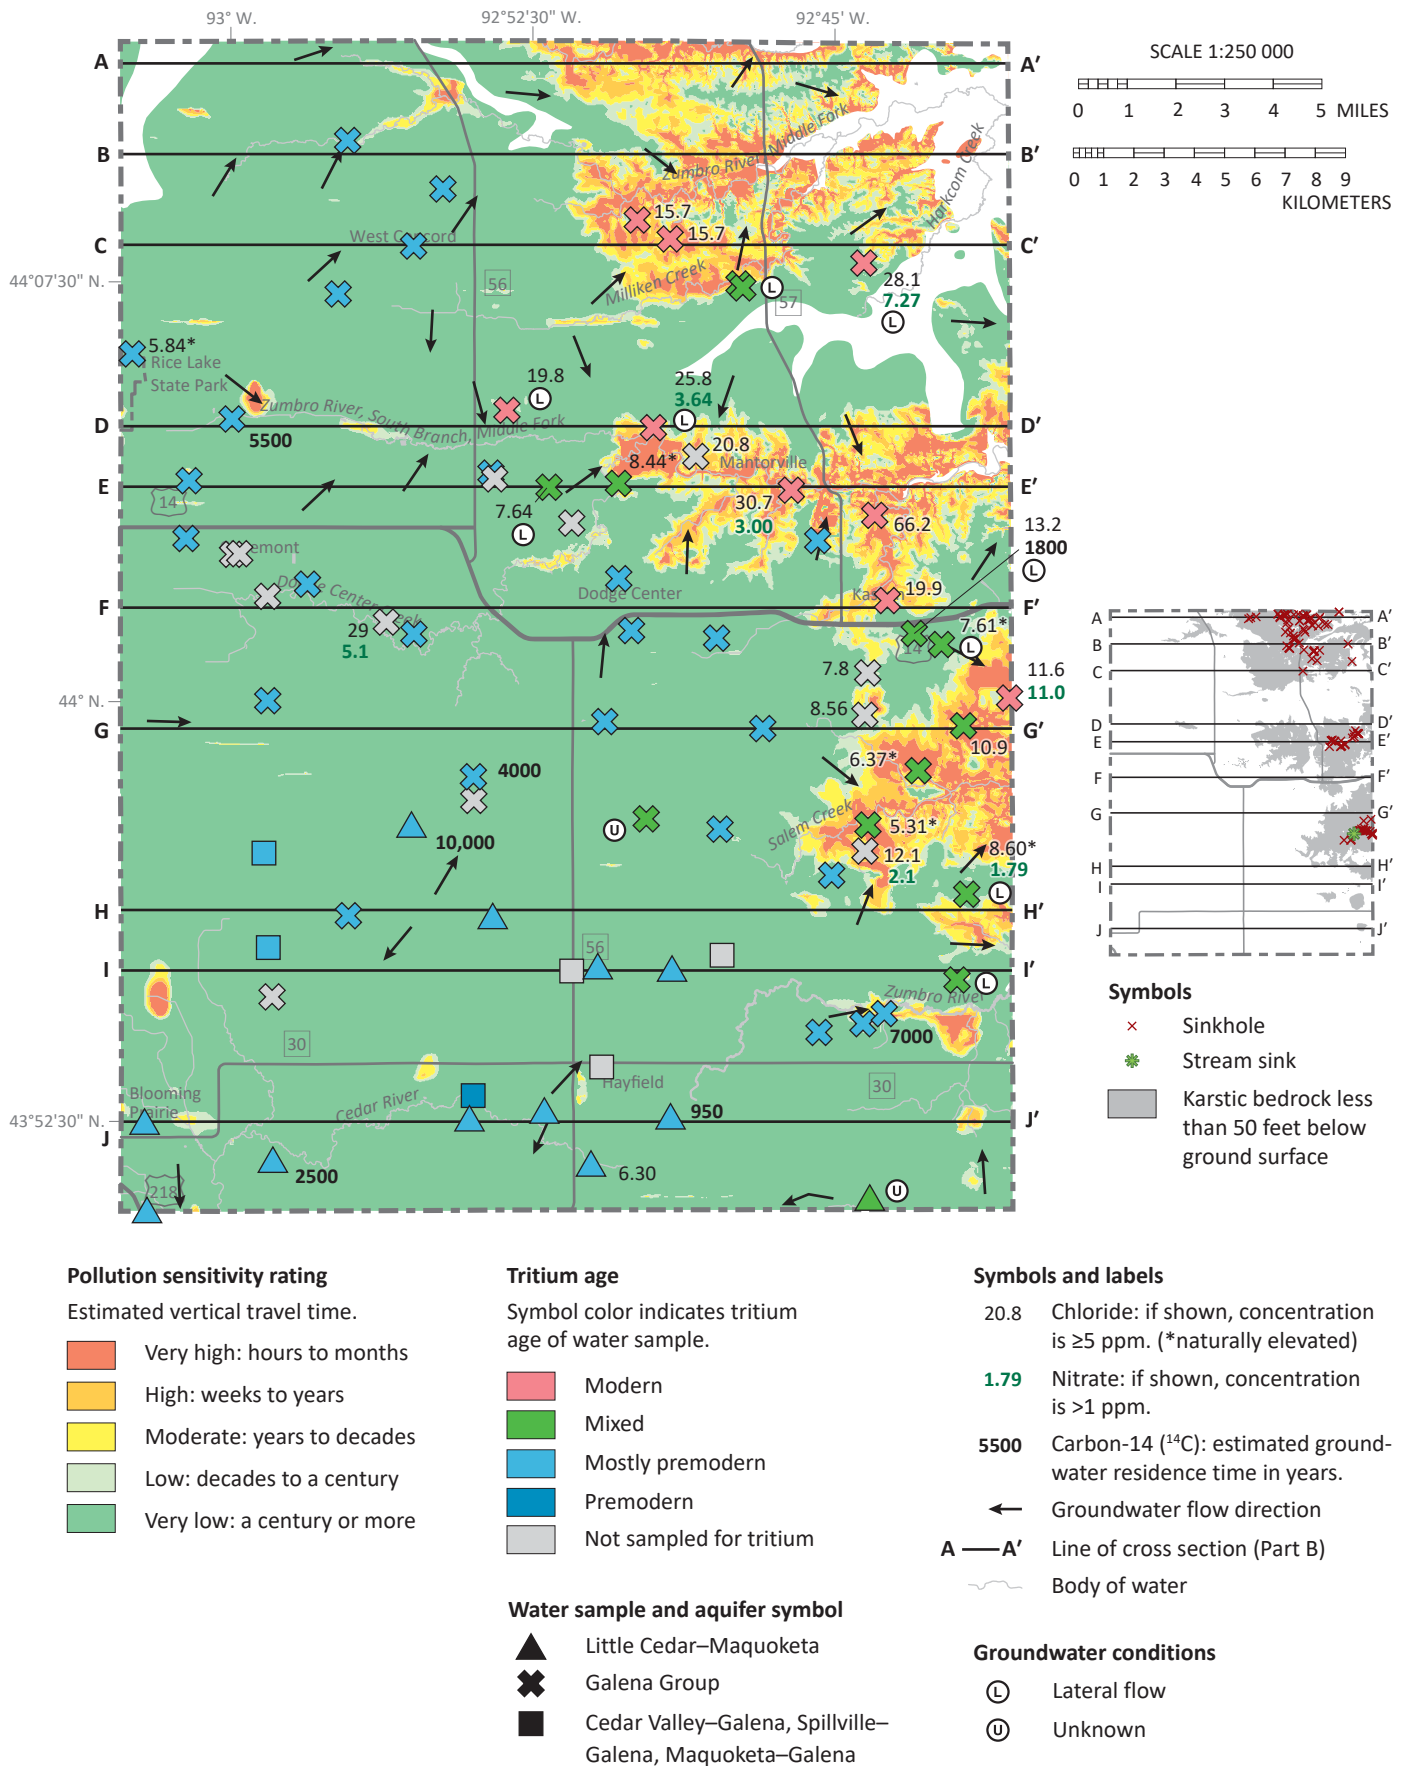 93° W.
92°52'30" W.
92°45' W.
SCALE 1:250 000
0 1 2 3 4 5 MILES
0 1 2 3 4 5 6 7 8 9
KILOMETERS
A
A′
Zumbro River, Middle Fork
Harkcom Creek
B
B′
15.7
15.7
West Concord
C
C′
44°07'30" N.
56
Milliken Creek
L
57
28.1
7.27
L
5.84*
Rice Lake
State Park
19.8
L
25.8
3.64
L
Zumbro River, South Branch, Middle Fork
D
5500
D′
20.8
8.44*
Mantorville
E
E′
14
7.64
L
30.7
3.00
66.2
13.2
1800
L
emont
Dodge Center Creek
Dodge Center
19.9
Kas
F
F′
29
5.1
14
7.61*
L
7.8
11.6
11.0
44° N.
8.56
G
G′
10.9
4000
6.37*
U
Salem Creek
5.31*
10,000
12.1
2.1
8.60*
1.79
L
H
H′
56
I
I′
L
Zumbro River
7000
30
Hayfield
30
Blooming
Prairie
Cedar River
950
43°52'30" N.
J
J′
2500
6.30
218
U
A A′
B B′
C C′
D D′
E E′
F F′
G G′
H H′
I I′
J J′
Symbols
Sinkhole
Stream sink
Karstic bedrock less
than 50 feet below
ground surface
Pollution sensitivity rating
Estimated vertical travel time.
Very high: hours to months
High: weeks to years
Moderate: years to decades
Low: decades to a century
Very low: a century or more
Tritium age
Symbol color indicates tritium
age of water sample.
Modern
Mixed
Mostly premodern
Premodern
Not sampled for tritium
Water sample and aquifer symbol
Little Cedar–Maquoketa
Galena Group
Cedar Valley–Galena, Spillville–
Galena, Maquoketa–Galena
Symbols and labels
20.8 Chloride: if shown, concentration
is ≥5 ppm. (*naturally elevated)
1.79 Nitrate: if shown, concentration
is >1 ppm.
5500 Carbon-14 (¹⁴C): estimated ground-
water residence time in years.
Groundwater flow direction
A — A′ Line of cross section (Part B)
Body of water
Groundwater conditions
L Lateral flow
U Unknown